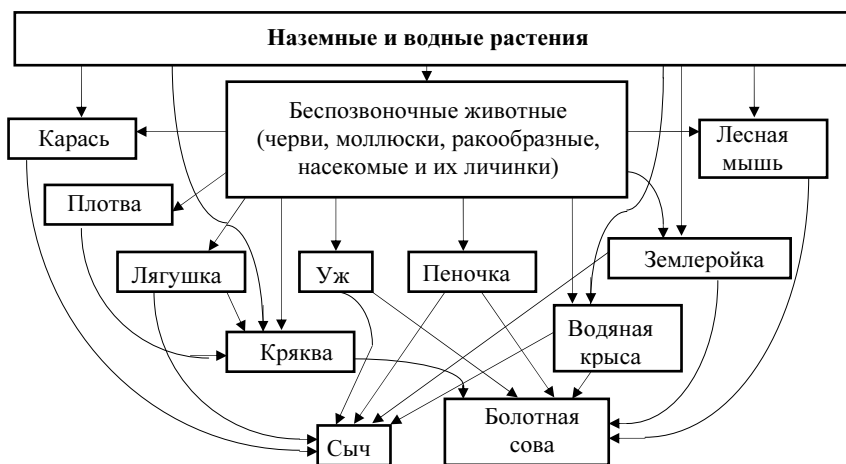 Наземные и водные растения
Беспозвоночные животные
(черви, моллюски, ракообразные,
насекомые и их личинки)
Карась
Лесная
мышь
Плотва
Лягушка
Уж
Пеночка
Землеройка
Кряква
Водяная
крыса
Сыч
Болотная
сова